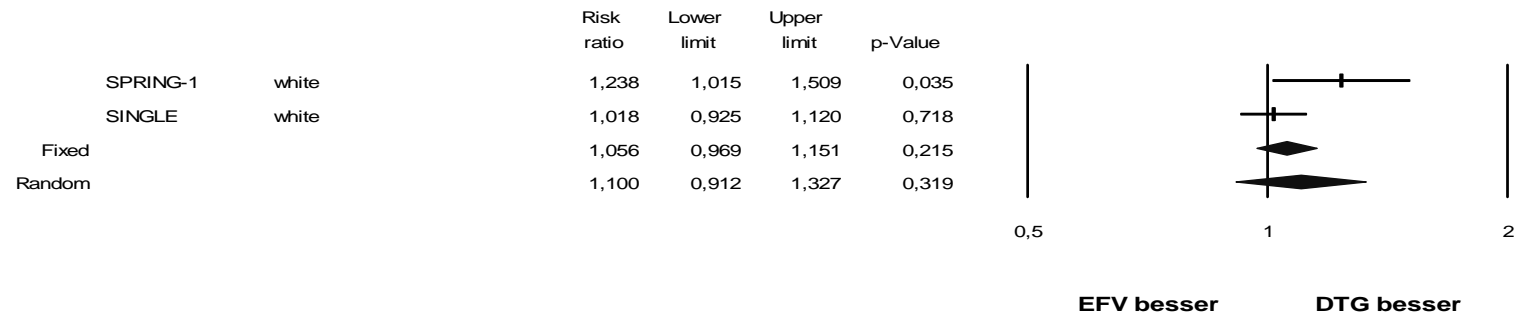 Risk Lower Upper
ratio limit limit p-Value
SPRING-1 white 1,238 1,015 1,509 0,035
SINGLE white 1,018 0,925 1,120 0,718
Fixed 1,056 0,969 1,151 0,215
Random 1,100 0,912 1,327 0,319
0,5 1 2
EFV besser DTG besser